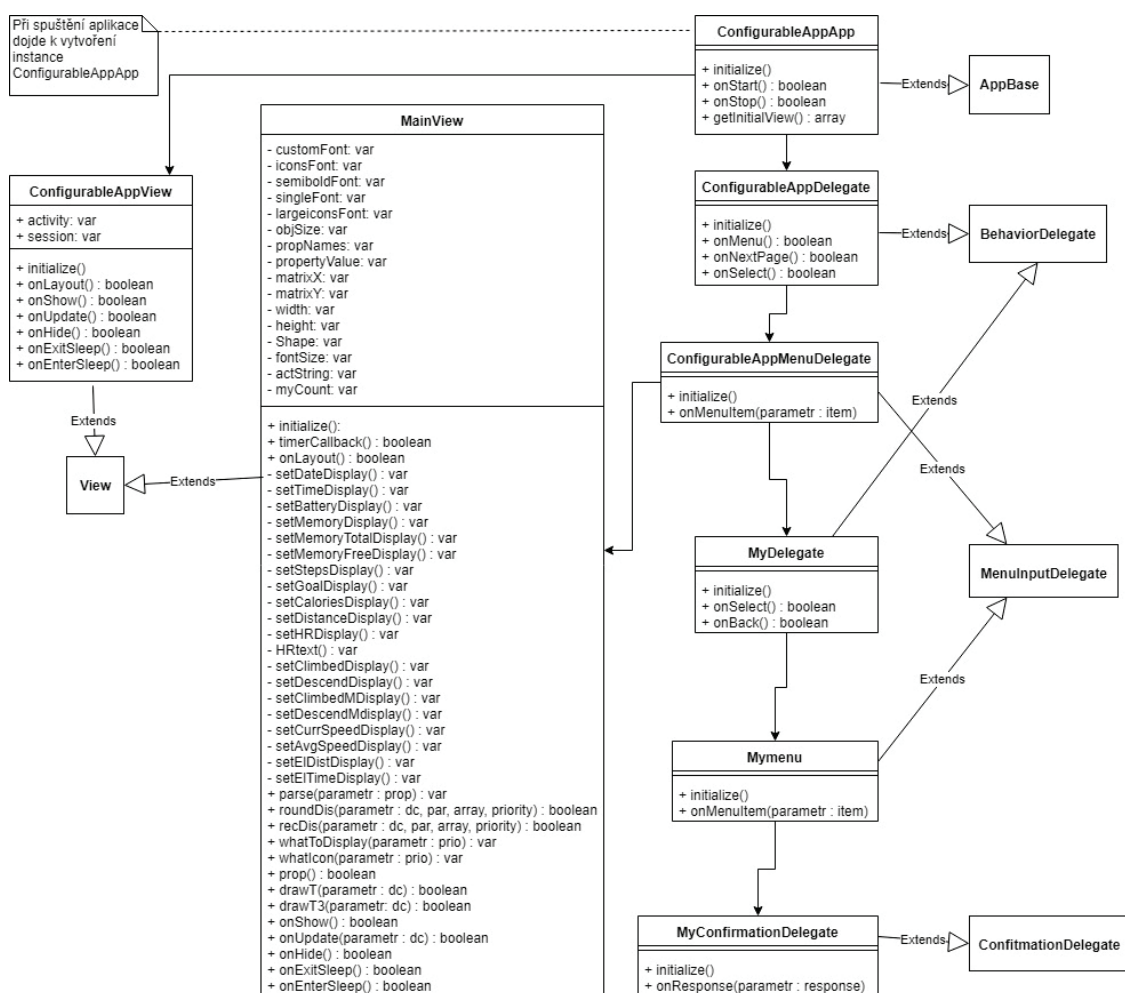 Při spuštění aplikace
dojde k vytvoření
instance
ConfigurableAppApp
ConfigurableAppApp
+ initialize()
+ onStart() : boolean
+ onStop() : boolean
+ getInitialView() : array
Extends
AppBase
MainView
- customFont: var
- iconsFont: var
- semiboldFont: var
- singleFont: var
- largeiconsFont: var
- objSize: var
- propNames: var
- propertyValue: var
- matrixX: var
- matrixY: var
- width: var
- height: var
- Shape: var
- fontSize: var
- actString: var
- myCount: var
+ initialize():
+ timerCallback() : boolean
+ onLayout() : boolean
- setDateDisplay() : var
- setTimeDisplay() : var
- setBatteryDisplay() : var
- setMemoryDisplay() : var
- setMemoryTotalDisplay() : var
- setMemoryFreeDisplay() : var
- setStepsDisplay() : var
- setGoalDisplay() : var
- setCaloriesDisplay() : var
- setDistanceDisplay() : var
- setHRDisplay() : var
- HRtext() : var
- setClimbedDisplay() : var
- setDescendDisplay() : var
- setClimbedMDisplay() : var
- setDescendMdisplay() : var
- setCurrSpeedDisplay() : var
- setAvgSpeedDisplay() : var
- setElDistDisplay() : var
- setElTimeDisplay() : var
+ parse(parametr : prop) : var
+ roundDis(parametr : dc, par, array, priority) : boolean
+ recDis(parametr : dc, par, array, priority) : boolean
+ whatToDisplay(parametr : prio) : var
+ whatIcon(parametr : prio) : var
+ prop() : boolean
+ drawT(parametr : dc) : boolean
+ drawT3(parametr: dc) : boolean
+ onShow() : boolean
+ onUpdate(parametr : dc) : boolean
+ onHide() : boolean
+ onExitSleep() : boolean
+ onEnterSleep() : boolean
ConfigurableAppView
+ activity: var
+ session: var
+ initialize()
+ onLayout() : boolean
+ onShow() : boolean
+ onUpdate() : boolean
+ onHide() : boolean
+ onExitSleep() : boolean
+ onEnterSleep() : boolean
Extends
View
Extends
ConfigurableAppDelegate
+ initialize()
+ onMenu() : boolean
+ onNextPage() : boolean
+ onSelect() : boolean
Extends
BehaviorDelegate
ConfigurableAppMenuDelegate
+ initialize()
+ onMenuItem(parametr : item)
Extends
Extends
MyDelegate
+ initialize()
+ onSelect() : boolean
+ onBack() : boolean
MenuInputDelegate
Extends
Mymenu
+ initialize()
+ onMenuItem(parametr : item)
MyConfirmationDelegate
+ initialize()
+ onResponse(parametr : response)
Extends
ConfitmationDelegate